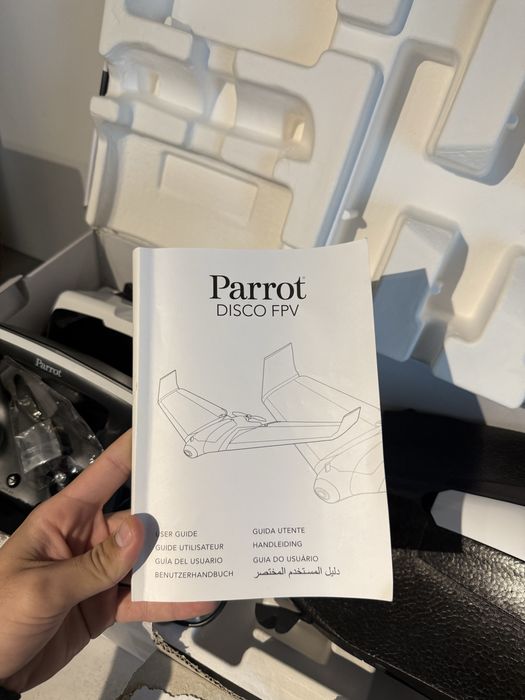 Parrot
DISCO FPV
Parrot
USER GUIDE
GUIDE UTILISATEUR
GUÍA DEL USUARIO
BENUTZERHANDBUCH
GUIDA UTENTE
HANDLEIDING
GUIA DO USUÁRIO
دليل المستخدم المختصر